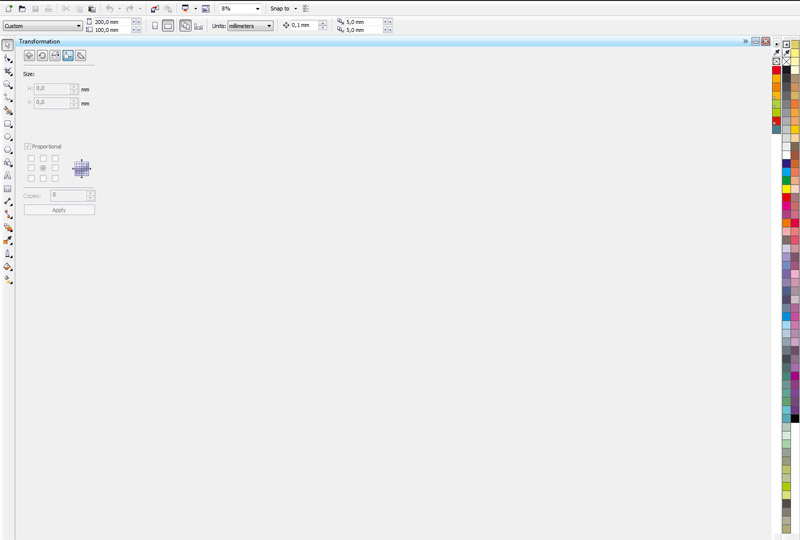 8%
Snap to
Custom
200,0 mm
100,0 mm
Units: millimeters
0,1 mm
5,0 mm
5,0 mm
Transformation
Size:
H: 0,0 mm
V: 0,0 mm
Proportional
Copies: 0
Apply